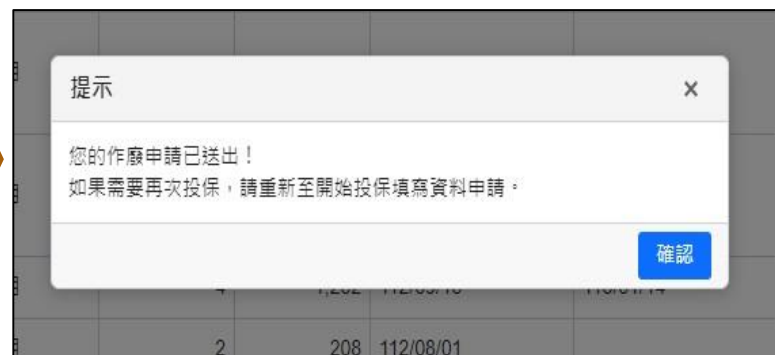 提示
×
您的作廢申請已送出！
如果需要再次投保，請重新至開始投保填寫資料申請。
確認
2 208 112/08/01